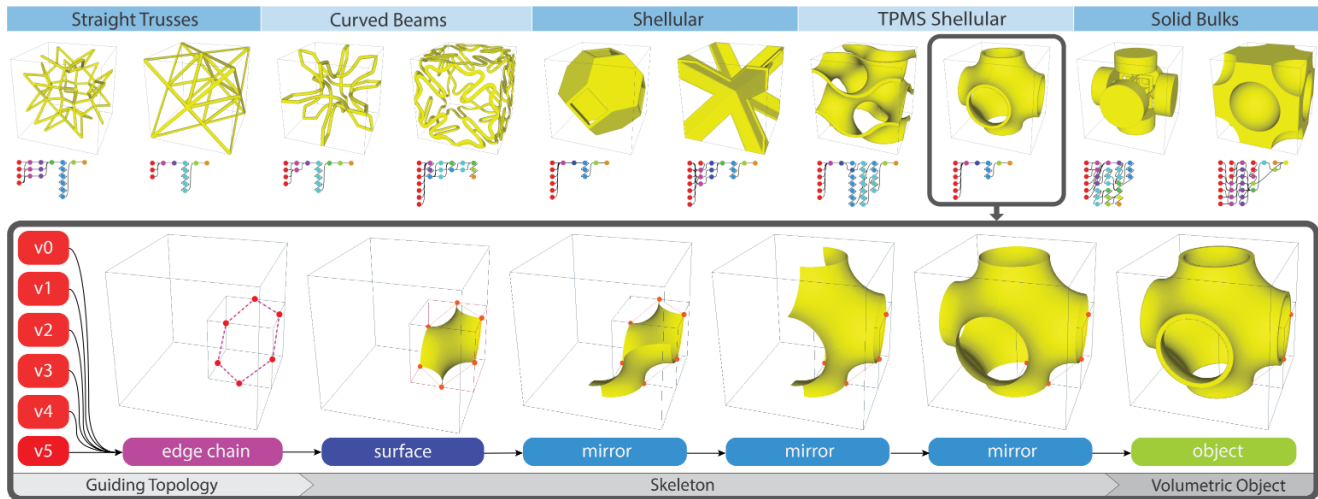 Straight Trusses
Curved Beams
Shellular
TPMS Shellular
Solid Bulks
v0
v1
v2
v3
v4
v5
edge chain
surface
mirror
mirror
mirror
object
Guiding Topology
Skeleton
Volumetric Object